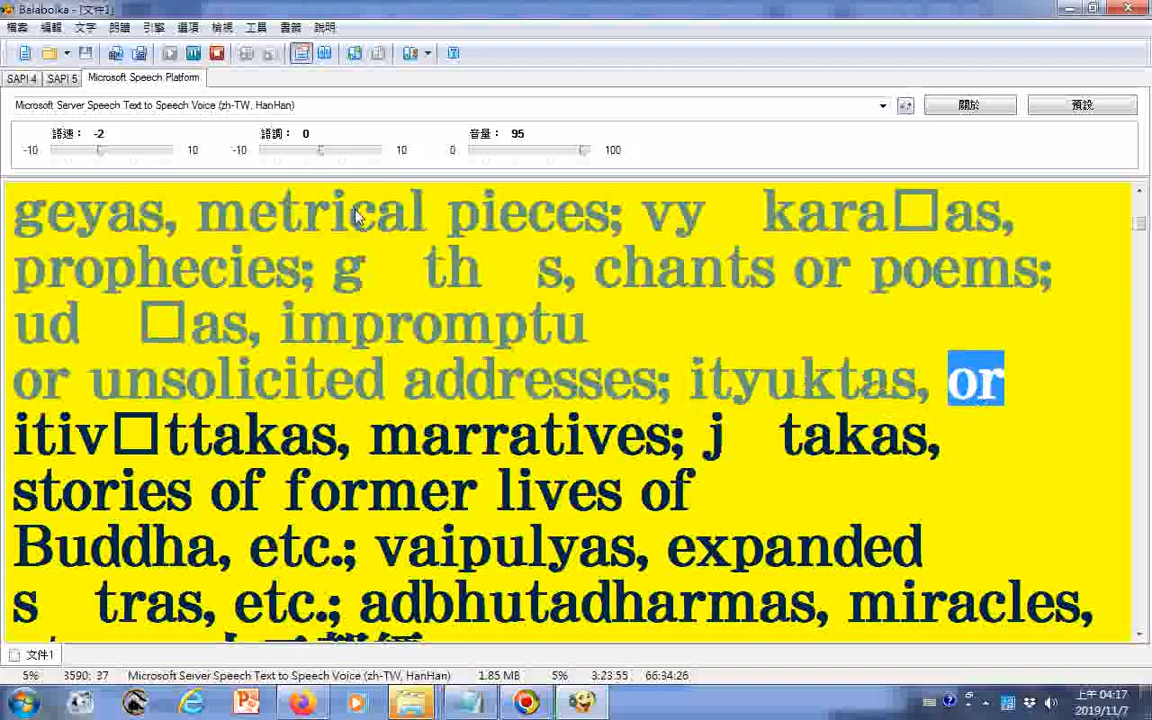 Balabolka - [文件1]
檔案 編輯 文字 朗讀 引擎 選項 檢視 工具 書籤 說明
SAPI 4 SAPI 5 Microsoft Speech Platform
Microsoft Server Speech Text to Speech Voice (zh-TW, HanHan) 關於 預設
語速： -2 語調： 0 音量： 95
-10 10 -10 10 0 100
geyas, metrical pieces; vy kara□as,
prophecies; g th s, chants or poems;
ud □as, impromptu
or unsolicited addresses; ityuktas, or
itiv□ttakas, marratives; j takas,
stories of former lives of
Buddha, etc.; vaipulyas, expanded
s tras, etc.; adbhutadharmas, miracles,
文件1
5% 3590; 37 Microsoft Server Speech Text to Speech Voice (zh-TW, HanHan) 1.85 MB 5% 3:23:55 66:34:26
上午 04:17
2019/11/7